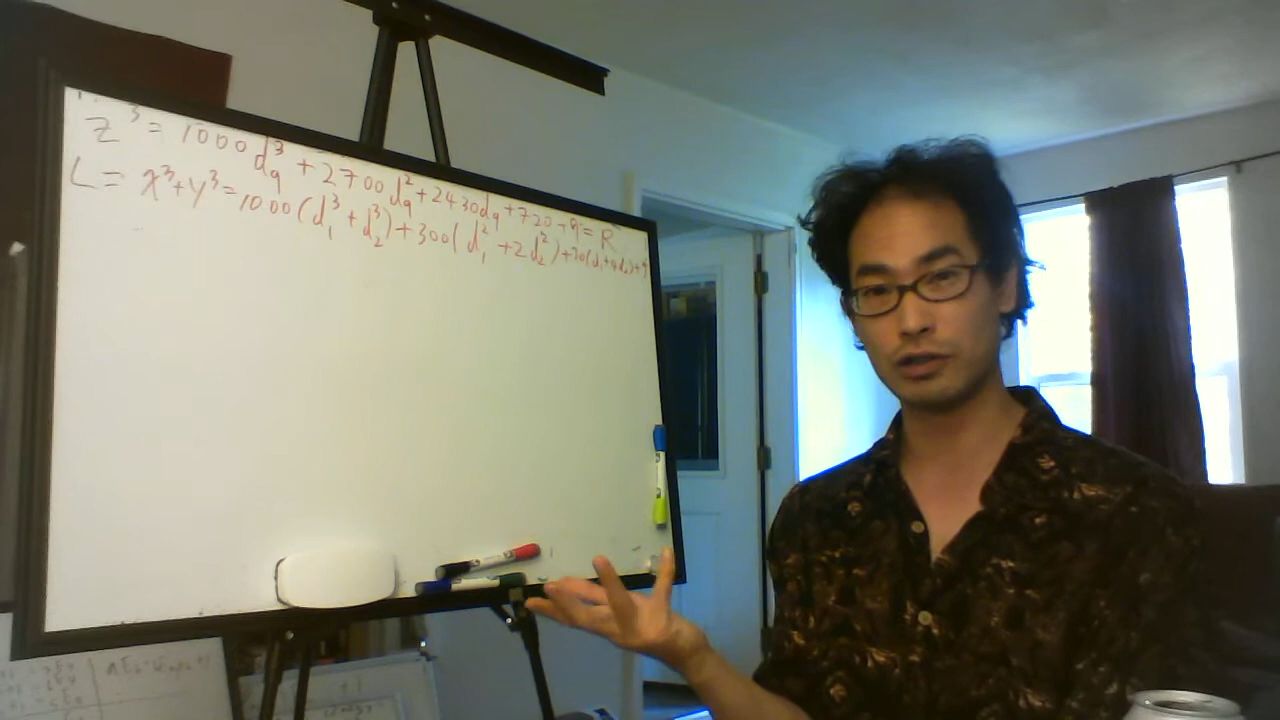 z³ = 1000d₉³ + 2700d₉² + 2430d₉ + 720 + 9 = R
L = x³ + y³ = 1000(d₁³ + d₂³) + 300(d₁² + 2d₂²) + 30(d₁ + 4d₂) + 9